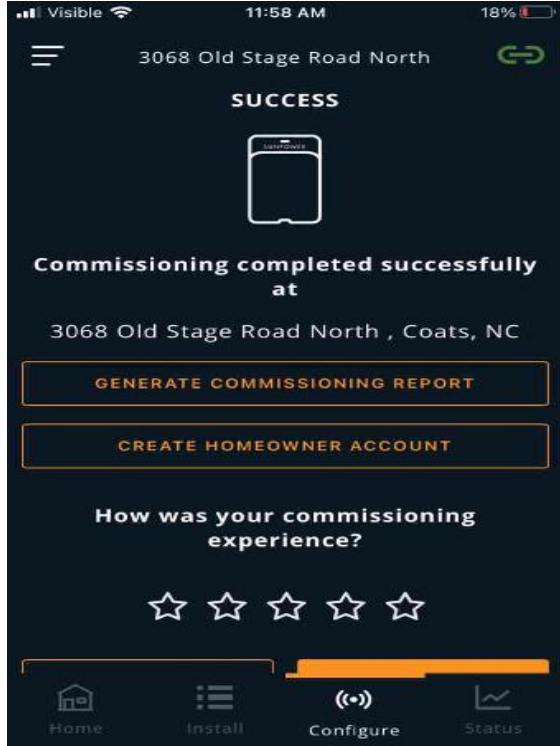 Visible 11:58 AM 18%
3068 Old Stage Road North
SUCCESS
SUNPOWER
Commissioning completed successfully
at
3068 Old Stage Road North , Coats, NC
GENERATE COMMISSIONING REPORT
CREATE HOMEOWNER ACCOUNT
How was your commissioning
experience?
Home Install Configure Status